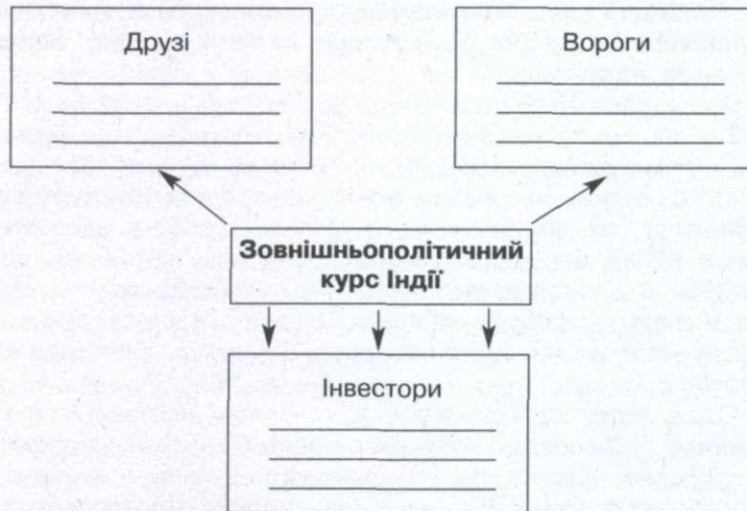 Друзі
Вороги
Зовнішньополітичний
курс Індії
Інвестори